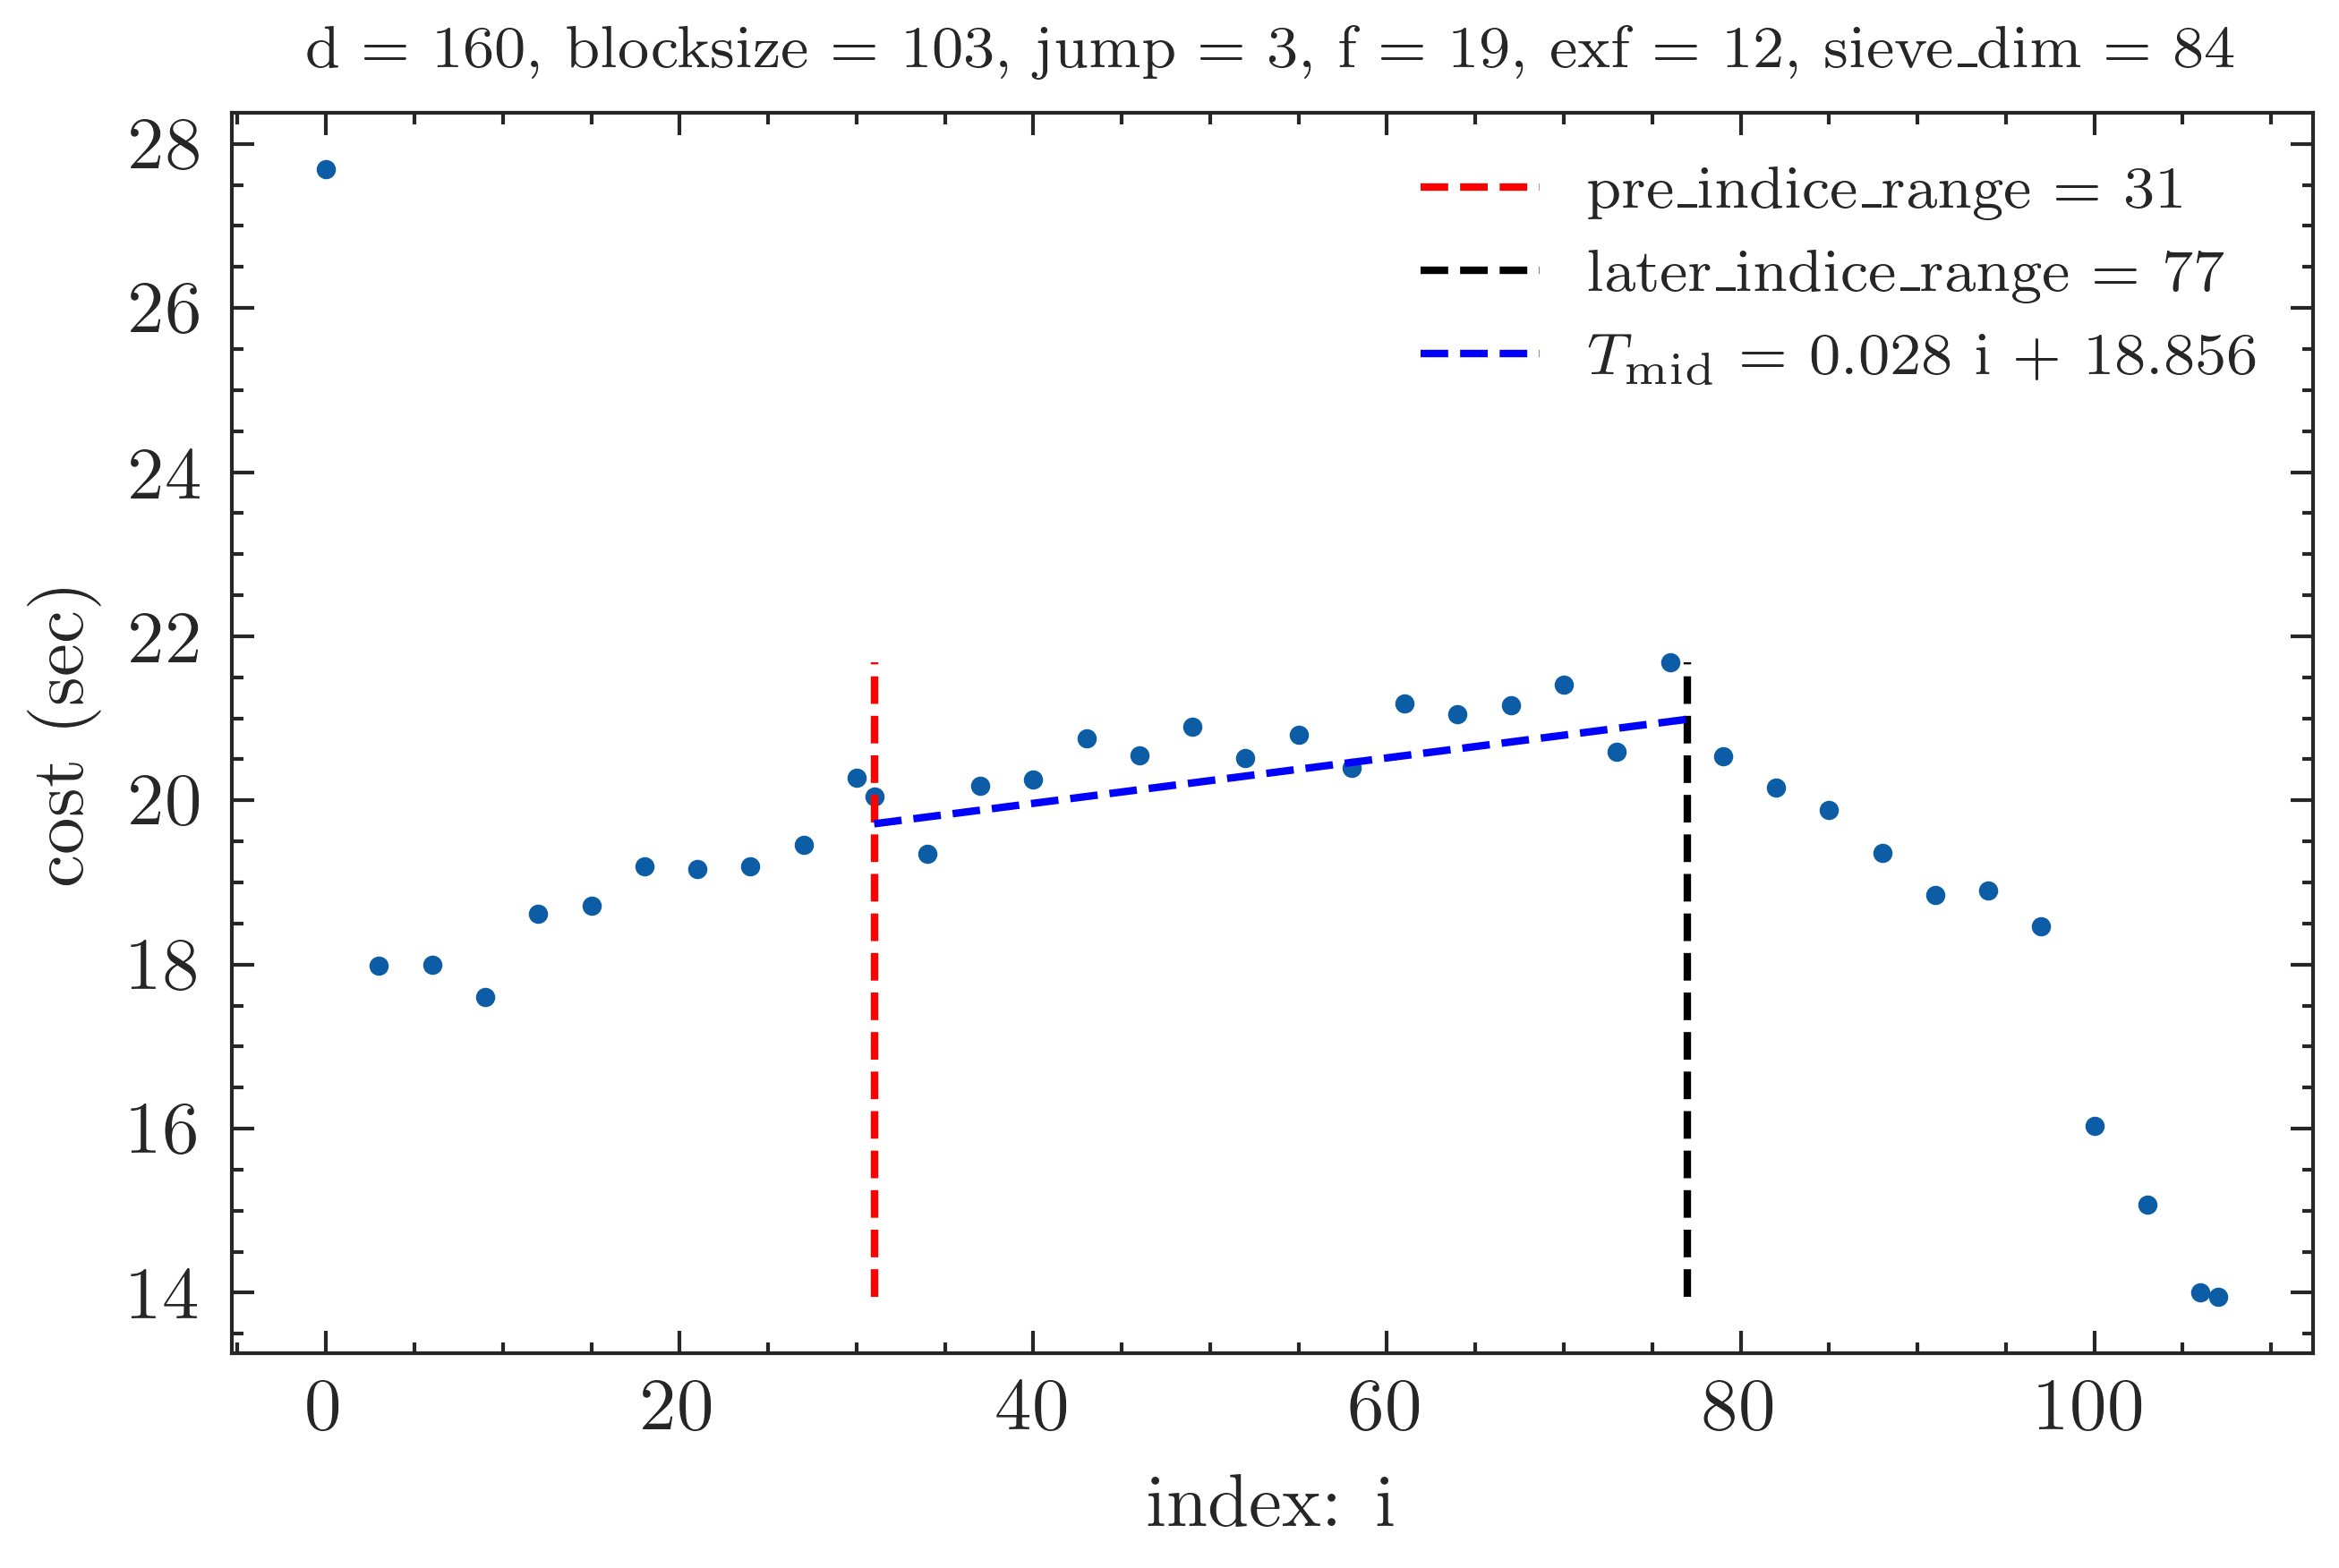 d = 160, blocksize = 103, jump = 3, f = 19, exf = 12, sieve_dim = 84
28
26
24
22
20
18
16
14
cost (sec)
pre_indice_range = 31
later_indice_range = 77
T_mid = 0.028 i + 18.856
0 20 40 60 80 100
index: i